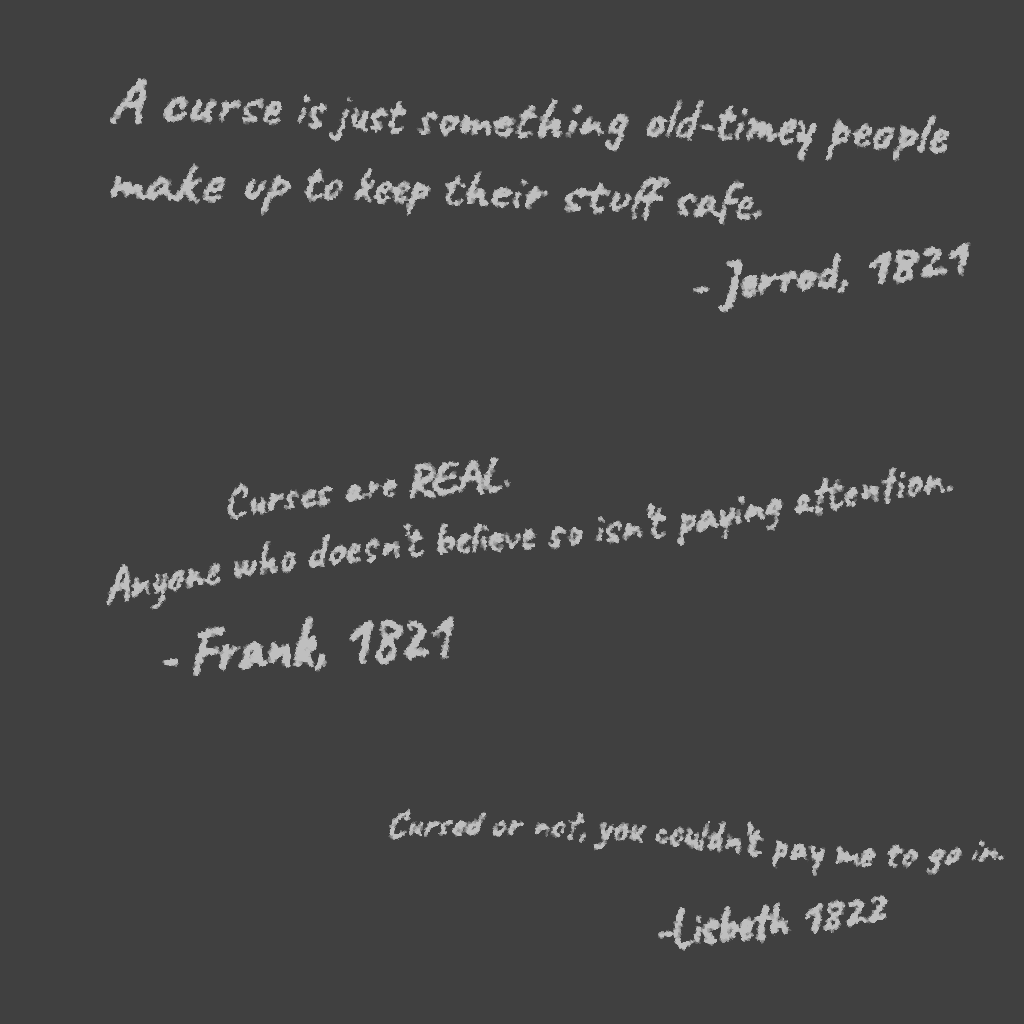 A curse is just something old-timey people
make up to keep their stuff safe.
- Jerrod, 1821
Curses are REAL.
Anyone who doesn't believe so isn't paying attention.
- Frank, 1821
Cursed or not, you couldn't pay me to go in.
-Lisbeth 1822